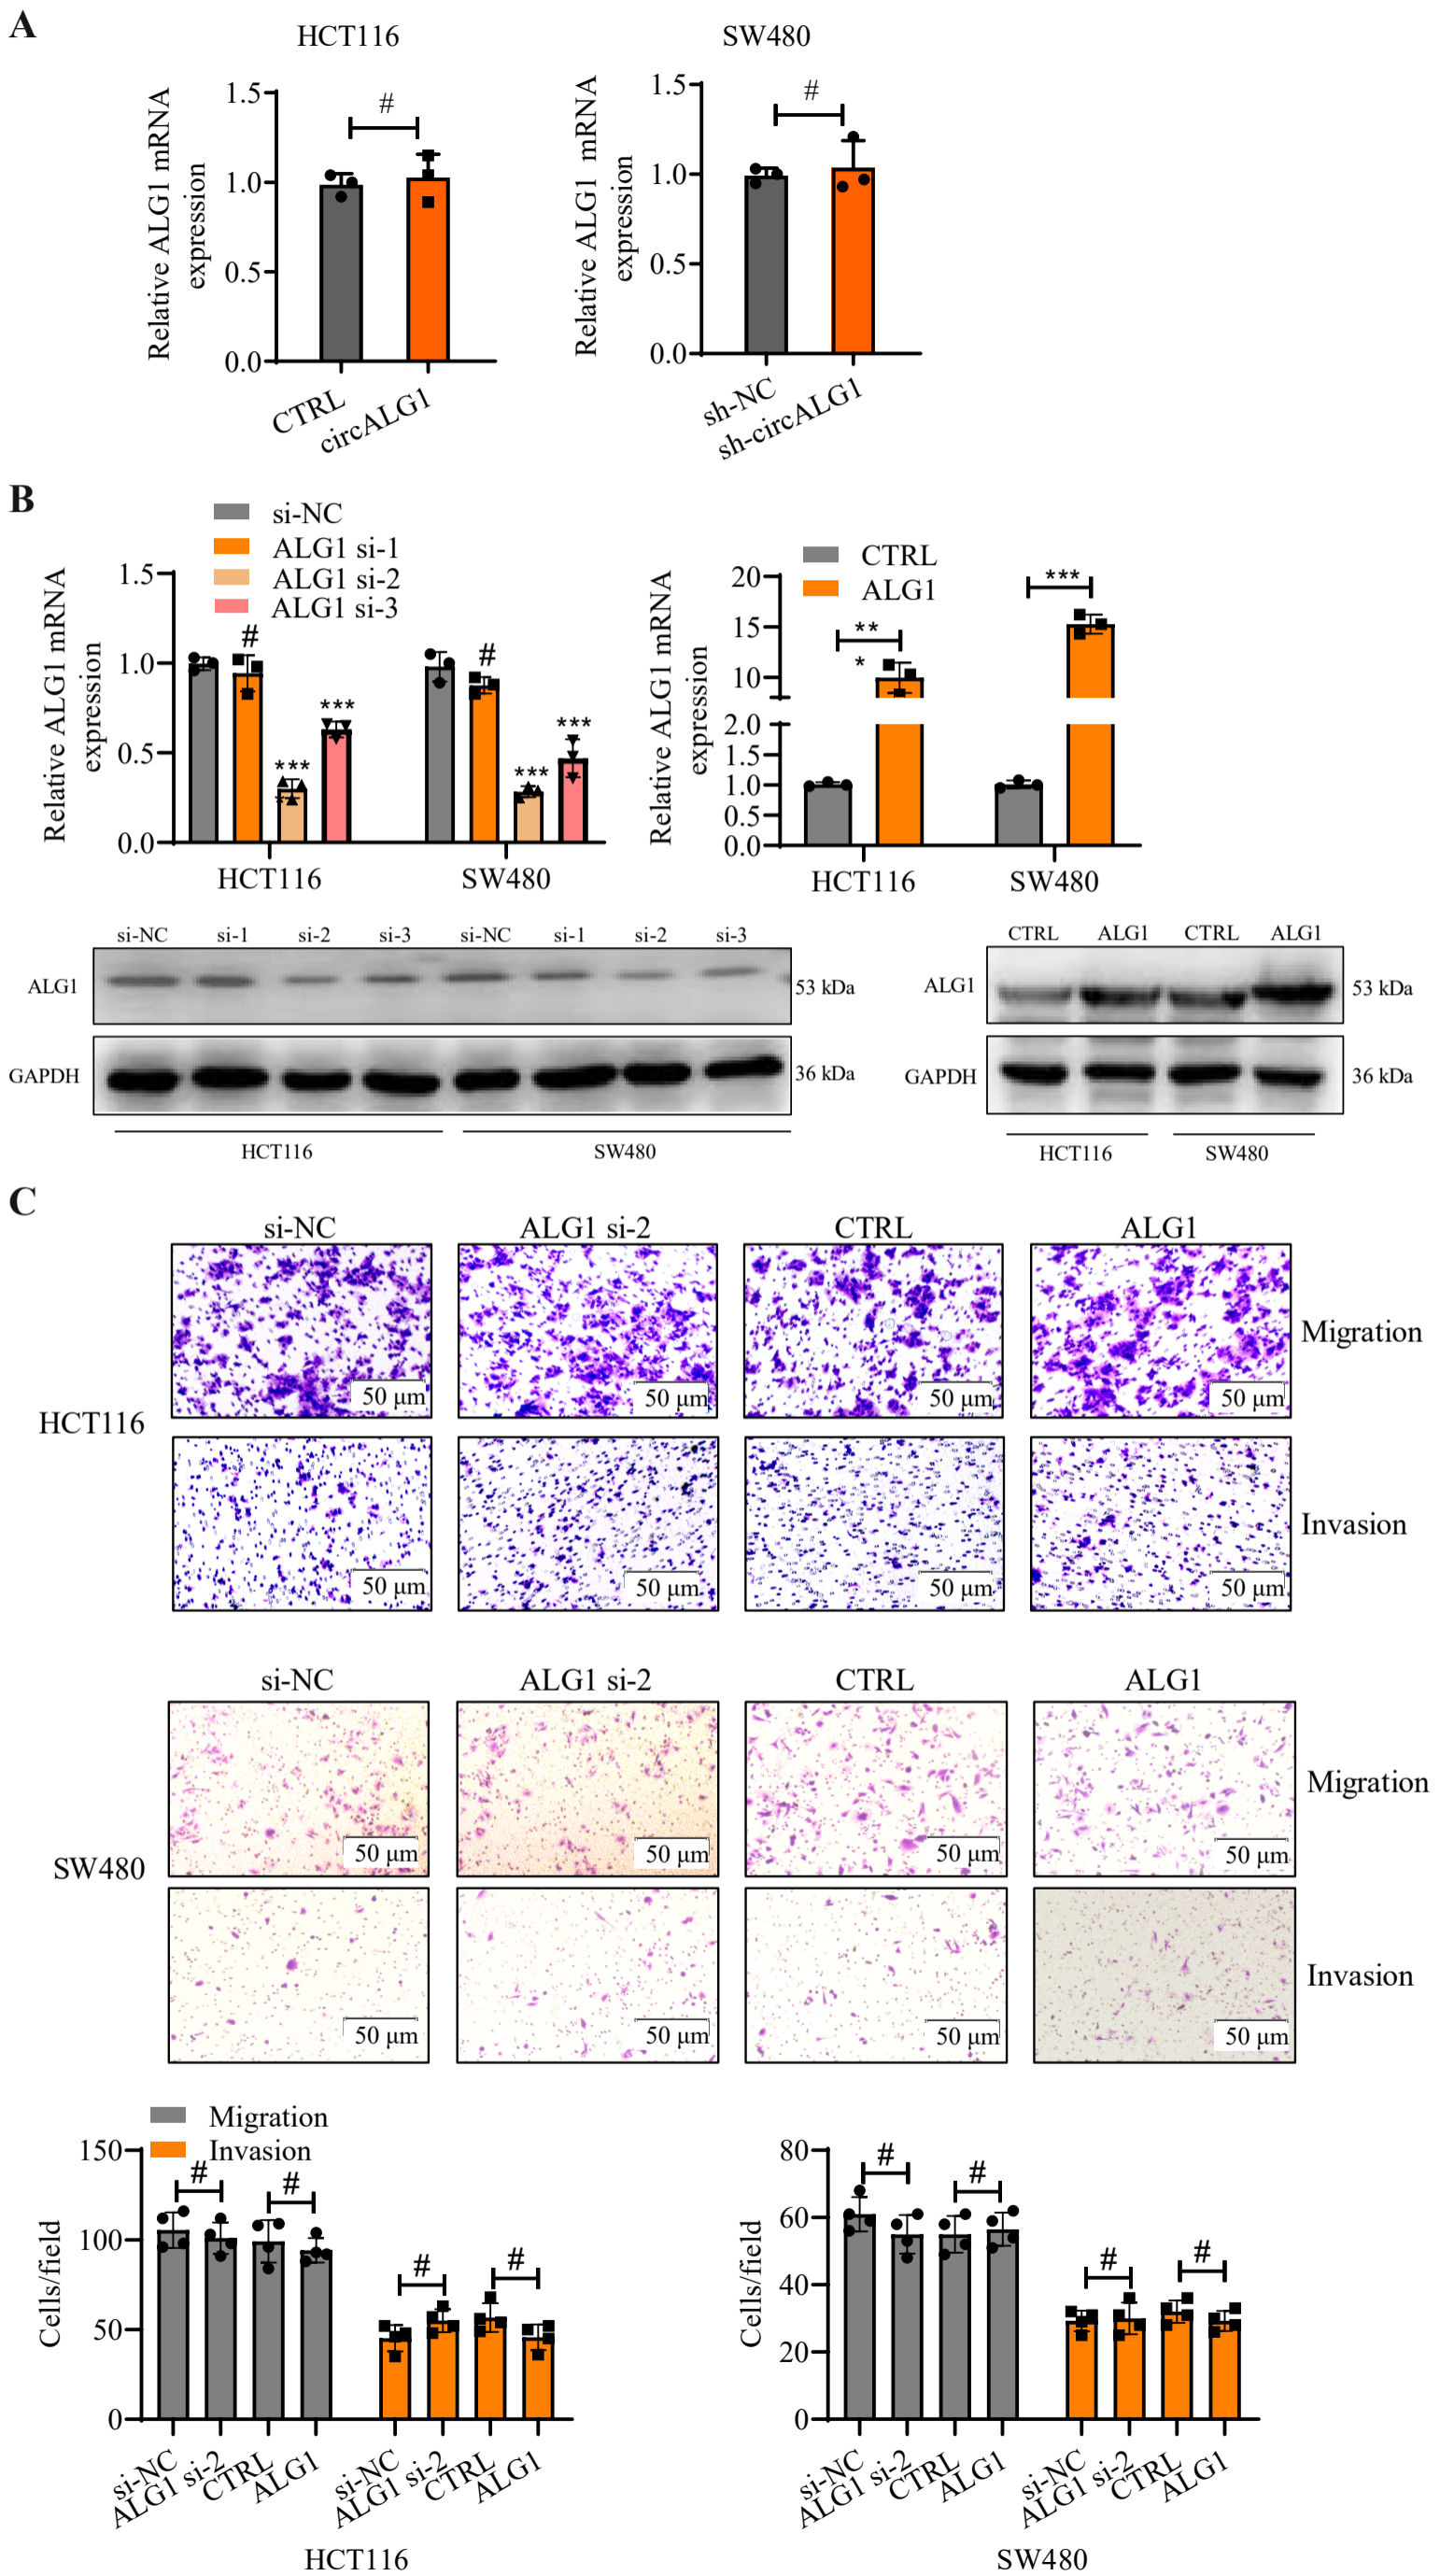 A
HCT116
SW480
Relative ALG1 mRNA
expression
1.5
1.0
0.5
0.0
#
CTRL
circALG1
Relative ALG1 mRNA
expression
1.5
1.0
0.5
0.0
#
sh-NC
sh-circALG1
B
si-NC
ALG1 si-1
ALG1 si-2
ALG1 si-3
Relative ALG1 mRNA
expression
1.5
1.0
0.5
0.0
#
***
***
#
***
***
HCT116
SW480
CTRL
ALG1
Relative ALG1 mRNA
expression
20
15
10
2.0
1.5
1.0
0.5
0.0
**
*
***
HCT116
SW480
si-NC si-1 si-2 si-3 si-NC si-1 si-2 si-3
ALG1
53 kDa
GAPDH
36 kDa
HCT116
SW480
CTRL ALG1 CTRL ALG1
ALG1
53 kDa
GAPDH
36 kDa
HCT116
SW480
C
si-NC
ALG1 si-2
CTRL
ALG1
HCT116
50 μm
50 μm
50 μm
50 μm
Migration
50 μm
50 μm
50 μm
50 μm
Invasion
si-NC
ALG1 si-2
CTRL
ALG1
SW480
50 μm
50 μm
50 μm
50 μm
Migration
50 μm
50 μm
50 μm
50 μm
Invasion
Migration
Invasion
Cells/field
150
100
50
0
#
#
#
#
si-NC
ALG1 si-2
CTRL
ALG1
si-NC
ALG1 si-2
CTRL
ALG1
HCT116
Cells/field
80
60
40
20
0
#
#
#
#
si-NC
ALG1 si-2
CTRL
ALG1
si-NC
ALG1 si-2
CTRL
ALG1
SW480